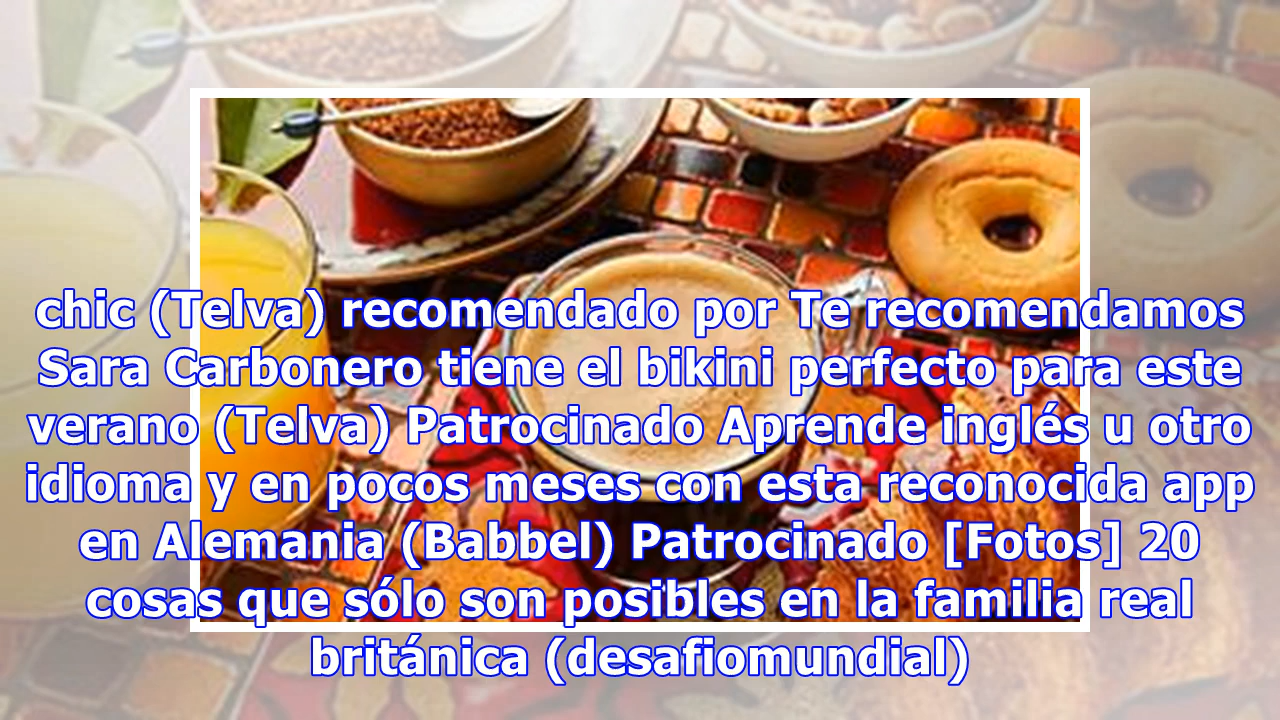 chic (Telva) recomendado por Te recomendamos
Sara Carbonero tiene el bikini perfecto para este
verano (Telva) Patrocinado Aprende inglés u otro
idioma y en pocos meses con esta reconocida app
en Alemania (Babbel) Patrocinado [Fotos] 20
cosas que sólo son posibles en la familia real
británica (desafiomundial)